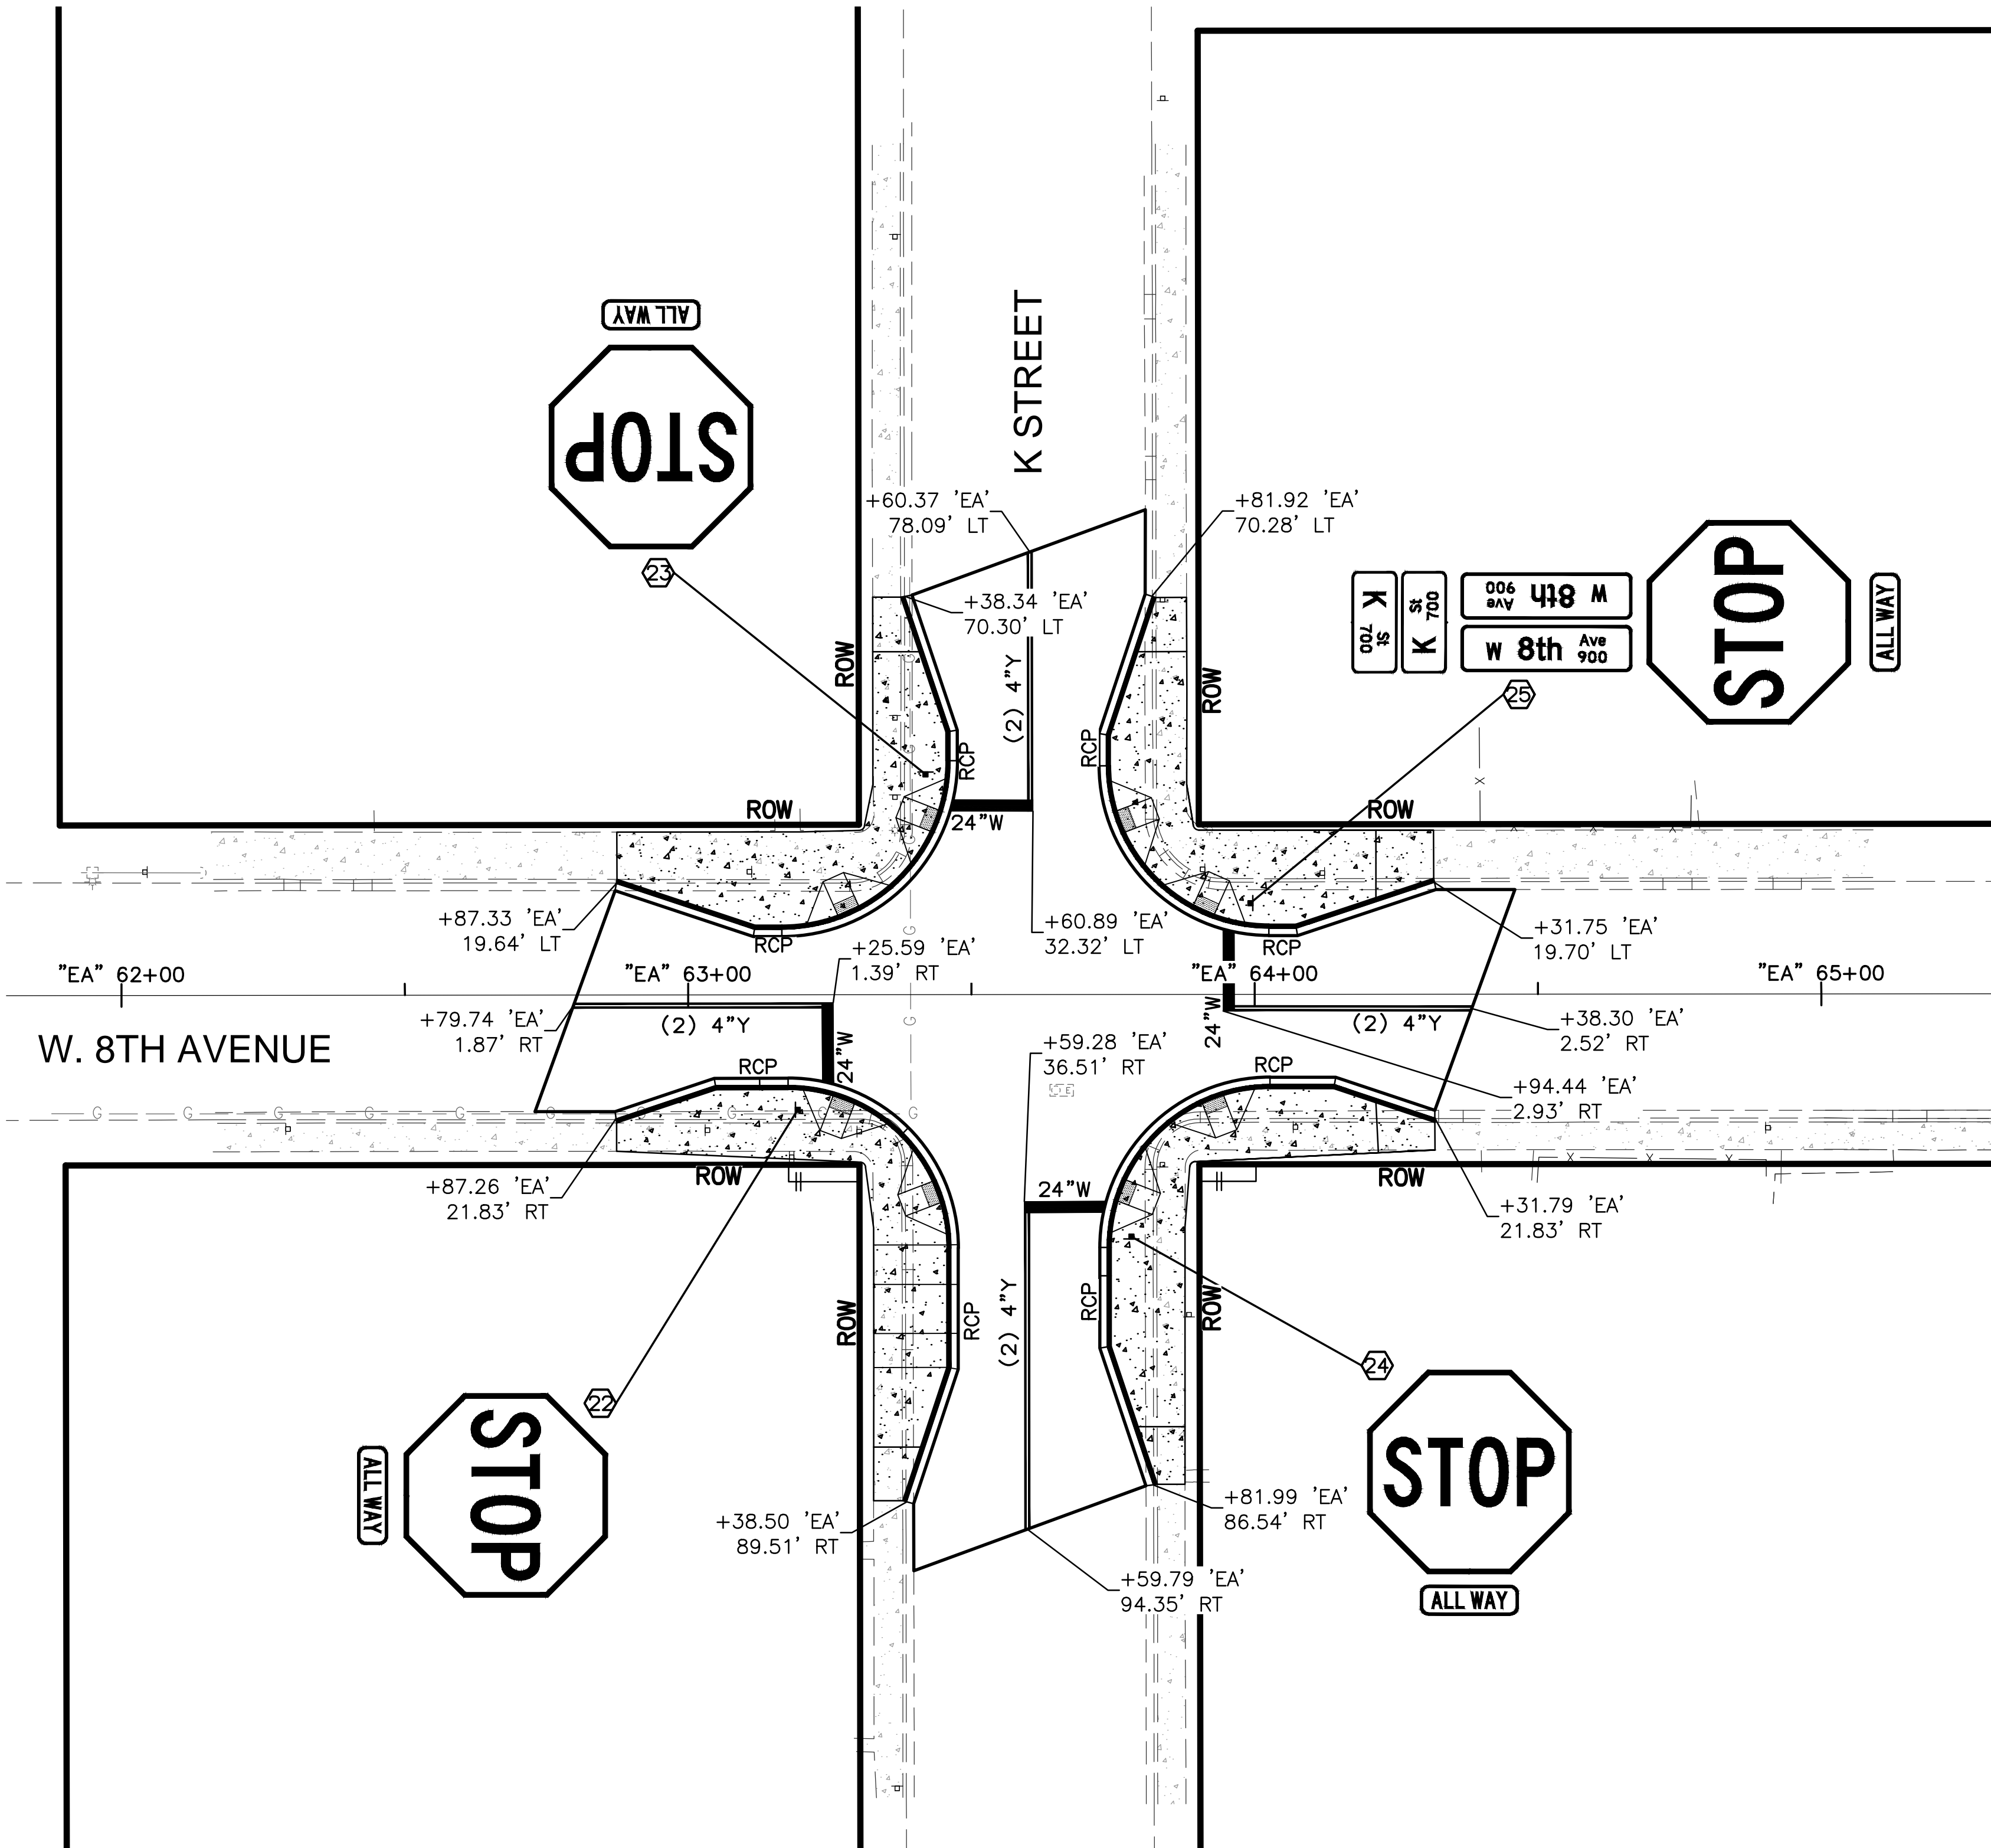 ALL WAY
STOP
23
K STREET
+60.37 'EA'
78.09' LT
+81.92 'EA'
70.28' LT
+38.34 'EA'
70.30' LT
K St 700
K St 700
W 8th Ave 900
W 8th Ave 900
STOP
ALL WAY
25
ROW
ROW
(2) 4"Y
RCP
RCP
ROW
ROW
24"W
G
G
G
X
X
X
X
+87.33 'EA'
19.64' LT
RCP
+25.59 'EA'
1.39' RT
+60.89 'EA'
32.32' LT
RCP
+31.75 'EA'
19.70' LT
"EA" 62+00
"EA" 63+00
"EA" 64+00
"EA" 65+00
W. 8TH AVENUE
+79.74 'EA'
1.87' RT
(2) 4"Y
24"W
G
G
24"W
(2) 4"Y
+38.30 'EA'
2.52' RT
+59.28 'EA'
36.51' RT
RCP
RCP
+94.44 'EA'
2.93' RT
G
G
G
G
G
G
G
G
G
G
X
X
X
ROW
ROW
+87.26 'EA'
21.83' RT
24"W
+31.79 'EA'
21.83' RT
ROW
RCP
(2) 4"Y
RCP
ROW
22
24
ALL WAY
STOP
STOP
ALL WAY
+38.50 'EA'
89.51' RT
+81.99 'EA'
86.54' RT
+59.79 'EA'
94.35' RT